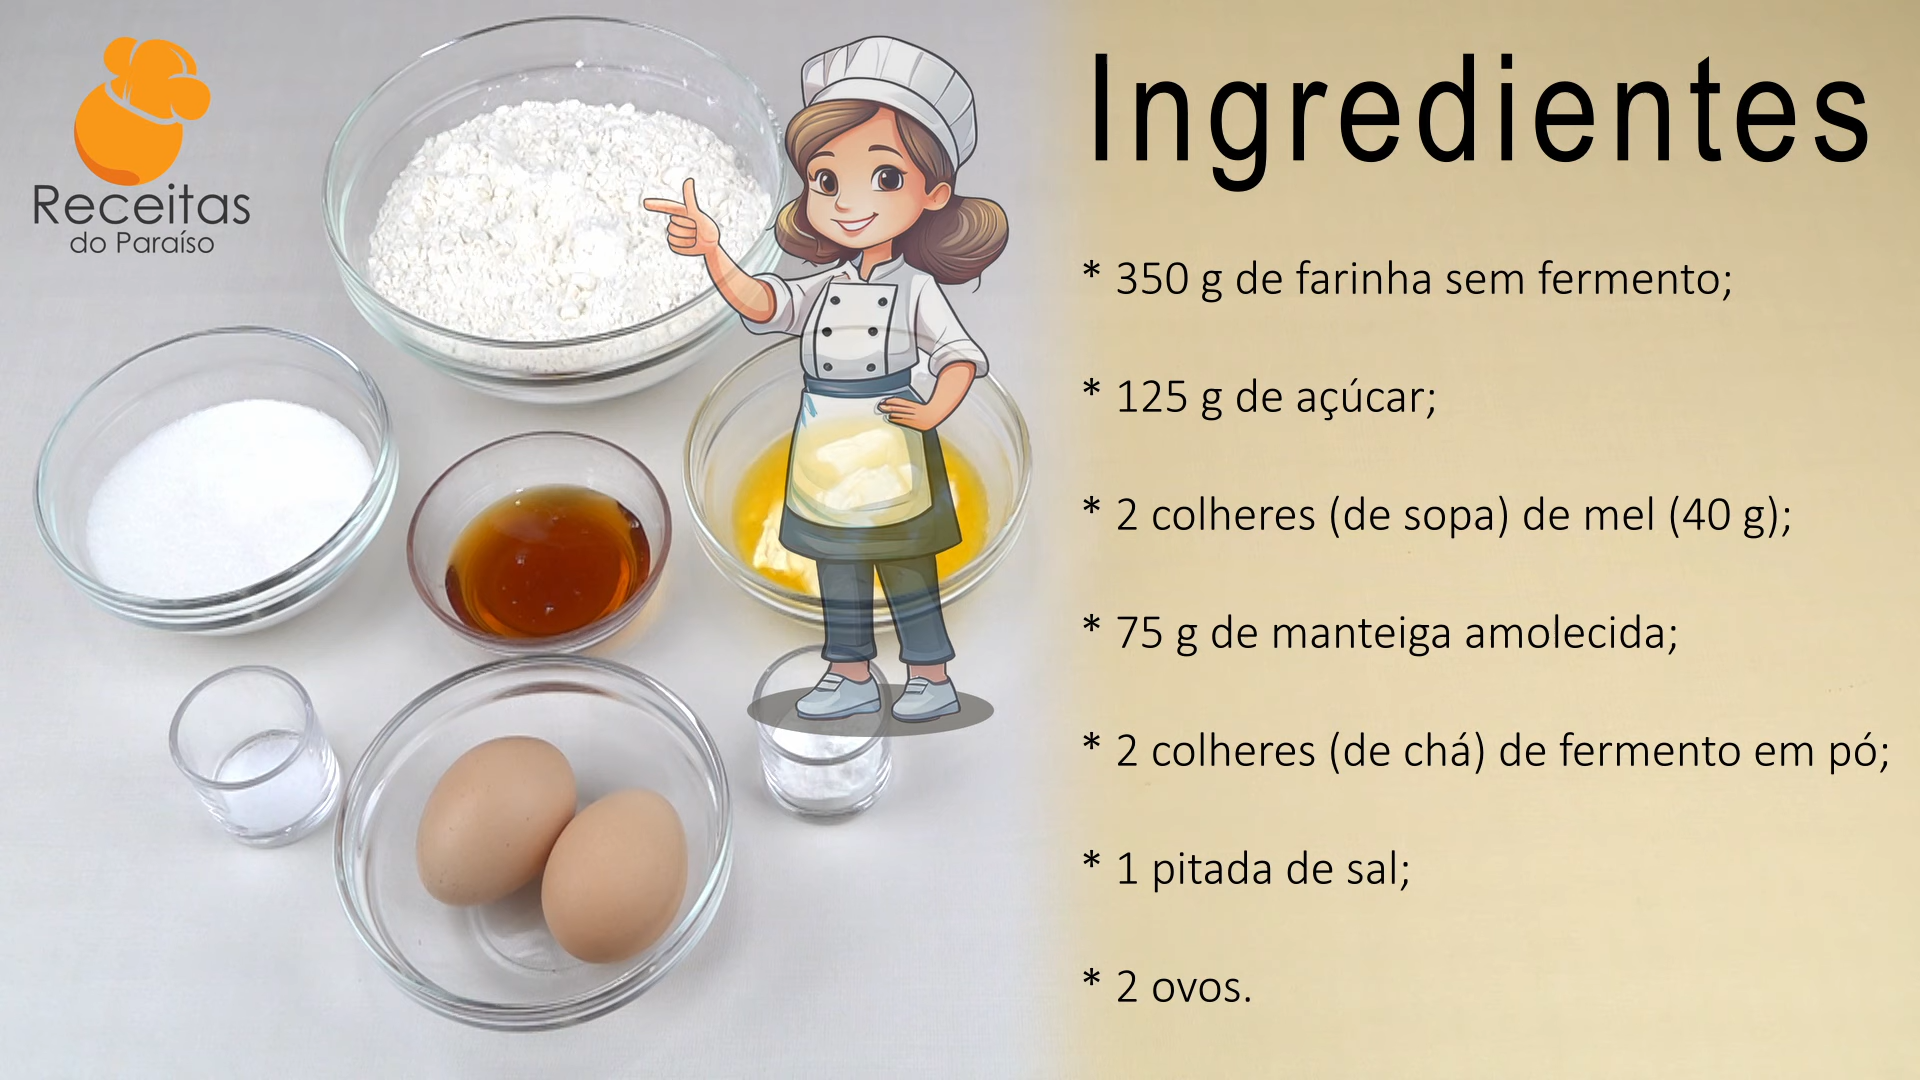 Receitas
do Paraíso
Ingredientes
* 350 g de farinha sem fermento;
* 125 g de açúcar;
* 2 colheres (de sopa) de mel (40 g);
* 75 g de manteiga amolecida;
* 2 colheres (de chá) de fermento em pó;
* 1 pitada de sal;
* 2 ovos.